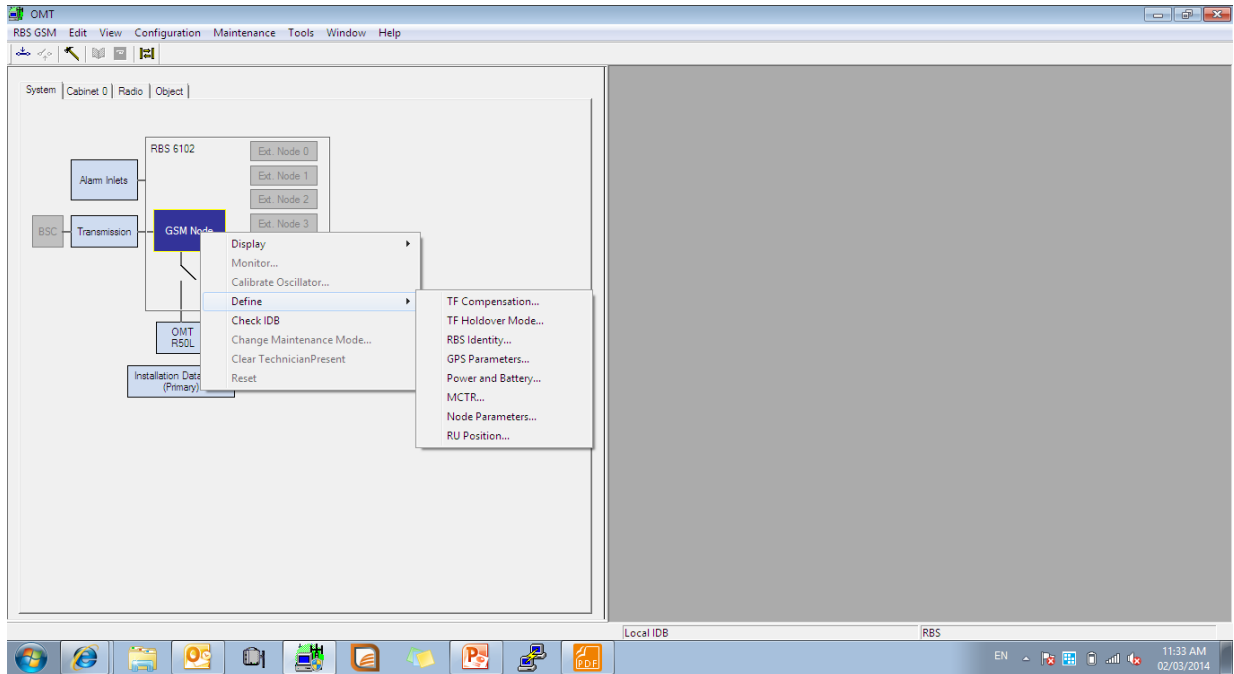 OMT
RBS GSM Edit View Configuration Maintenance Tools Window Help
System Cabinet 0 Radio Object
RBS 6102
Ext. Node 0
Alarm Inlets
Ext. Node 1
Ext. Node 2
Ext. Node 3
BSC
Transmission
GSM Node
Display
Monitor...
Calibrate Oscillator...
Define
Check IDB
Change Maintenance Mode...
Clear TechnicianPresent
Reset
TF Compensation...
TF Holdover Mode...
RBS Identity...
GPS Parameters...
Power and Battery...
MCTR...
Node Parameters...
RU Position...
OMT
R50L
Installation Data
(Primary)
Local IDB
RBS
PDF
EN
11:33 AM
02/03/2014